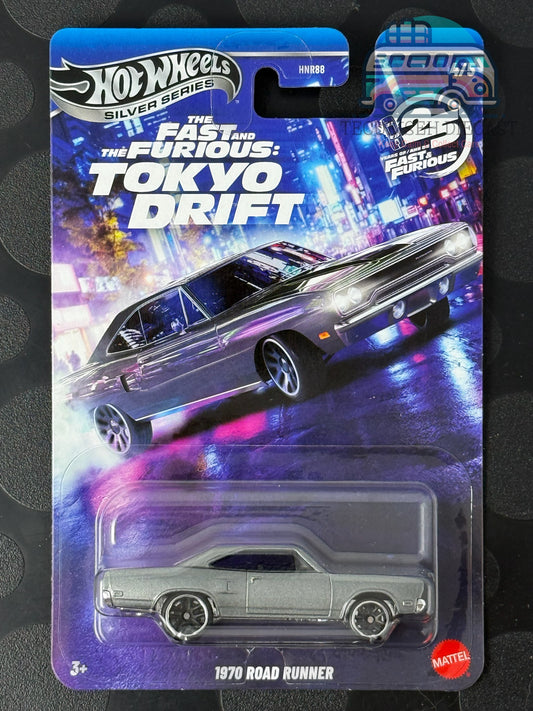 HOT WHEELS
SILVER SERIES
HNR88
THE
FAST AND
THE FURIOUS:
TOKYO
DRIFT
FAST &
FURIOUS
3+
1970 ROAD RUNNER
MATTEL